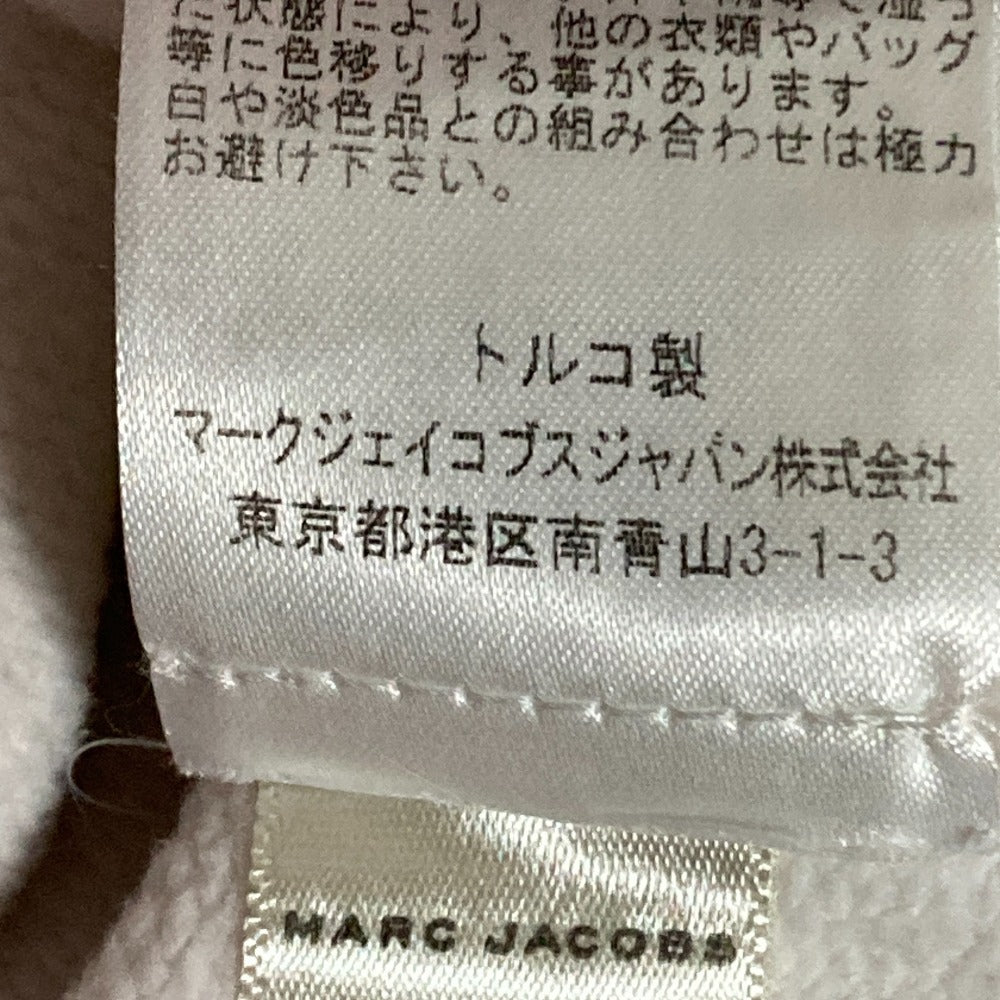 た状態により、他の衣類やバッグ
等に色移りする事があります。
白や淡色品との組み合わせは極力
お避け下さい。
トルコ製
マークジェイコブスジャパン株式会社
東京都港区南青山3-1-3
MARC JACOBS